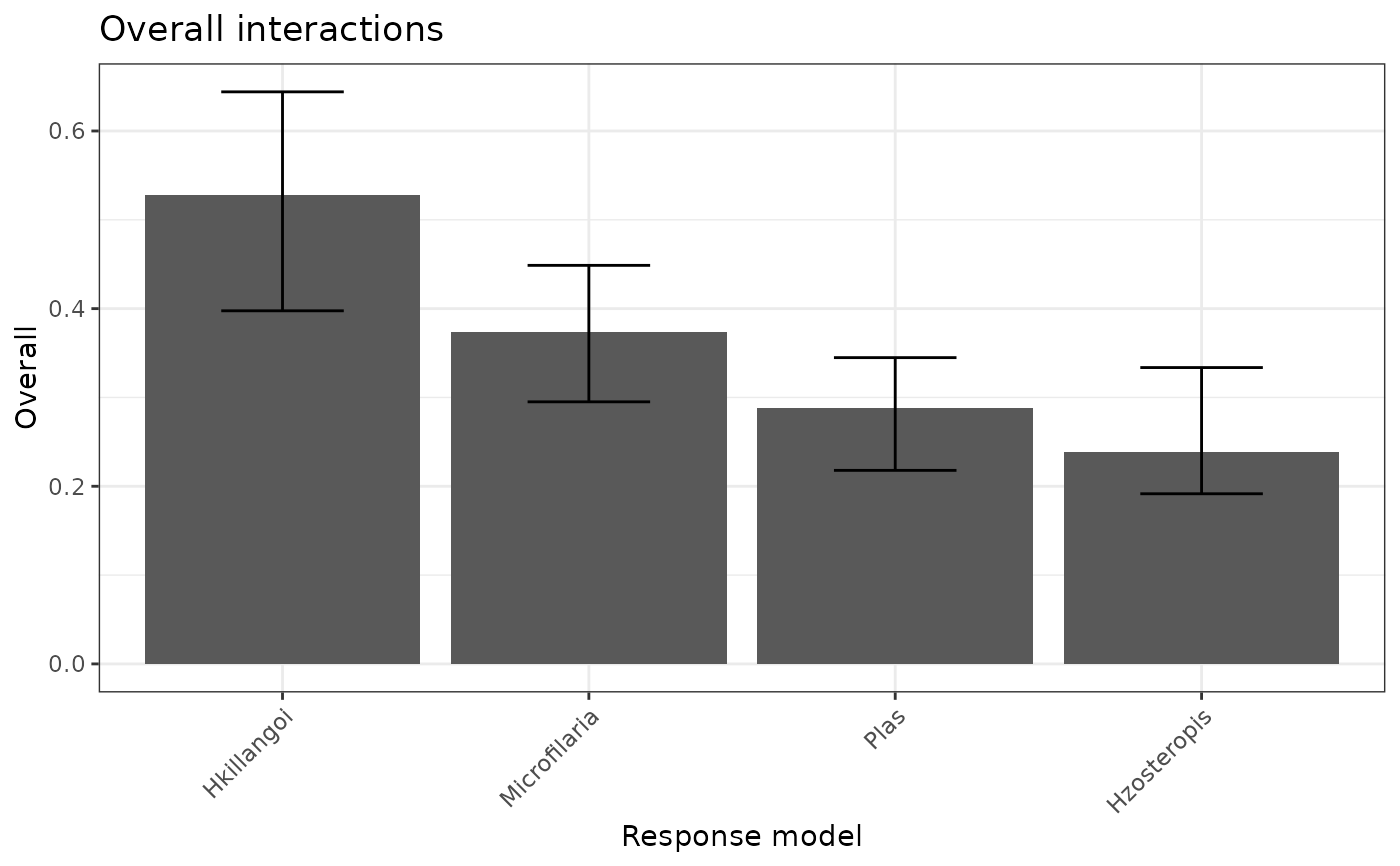 Overall interactions
Overall
0.6
0.4
0.2
0.0
Hkillangoi
Microfilaria
Plas
Hzosteropis
Response model